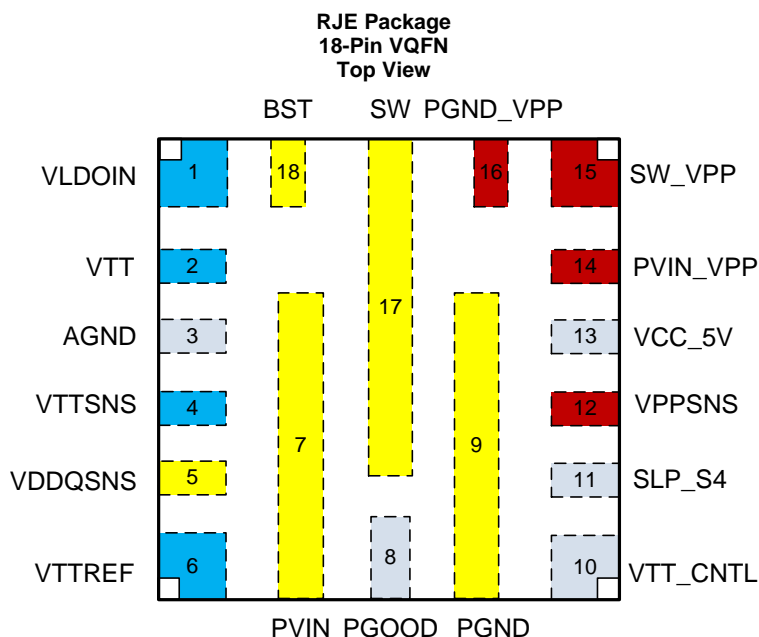 RJE Package
18-Pin VQFN
Top View
BST SW PGND_VPP
VLDOIN 1 18 16 15 SW_VPP
VTT 2 14 PVIN_VPP
17
AGND 3 13 VCC_5V
VTTSNS 4 12 VPPSNS
7 9
VDDQSNS 5 11 SLP_S4
8
VTTREF 6 10 VTT_CNTL
PVIN PGOOD PGND